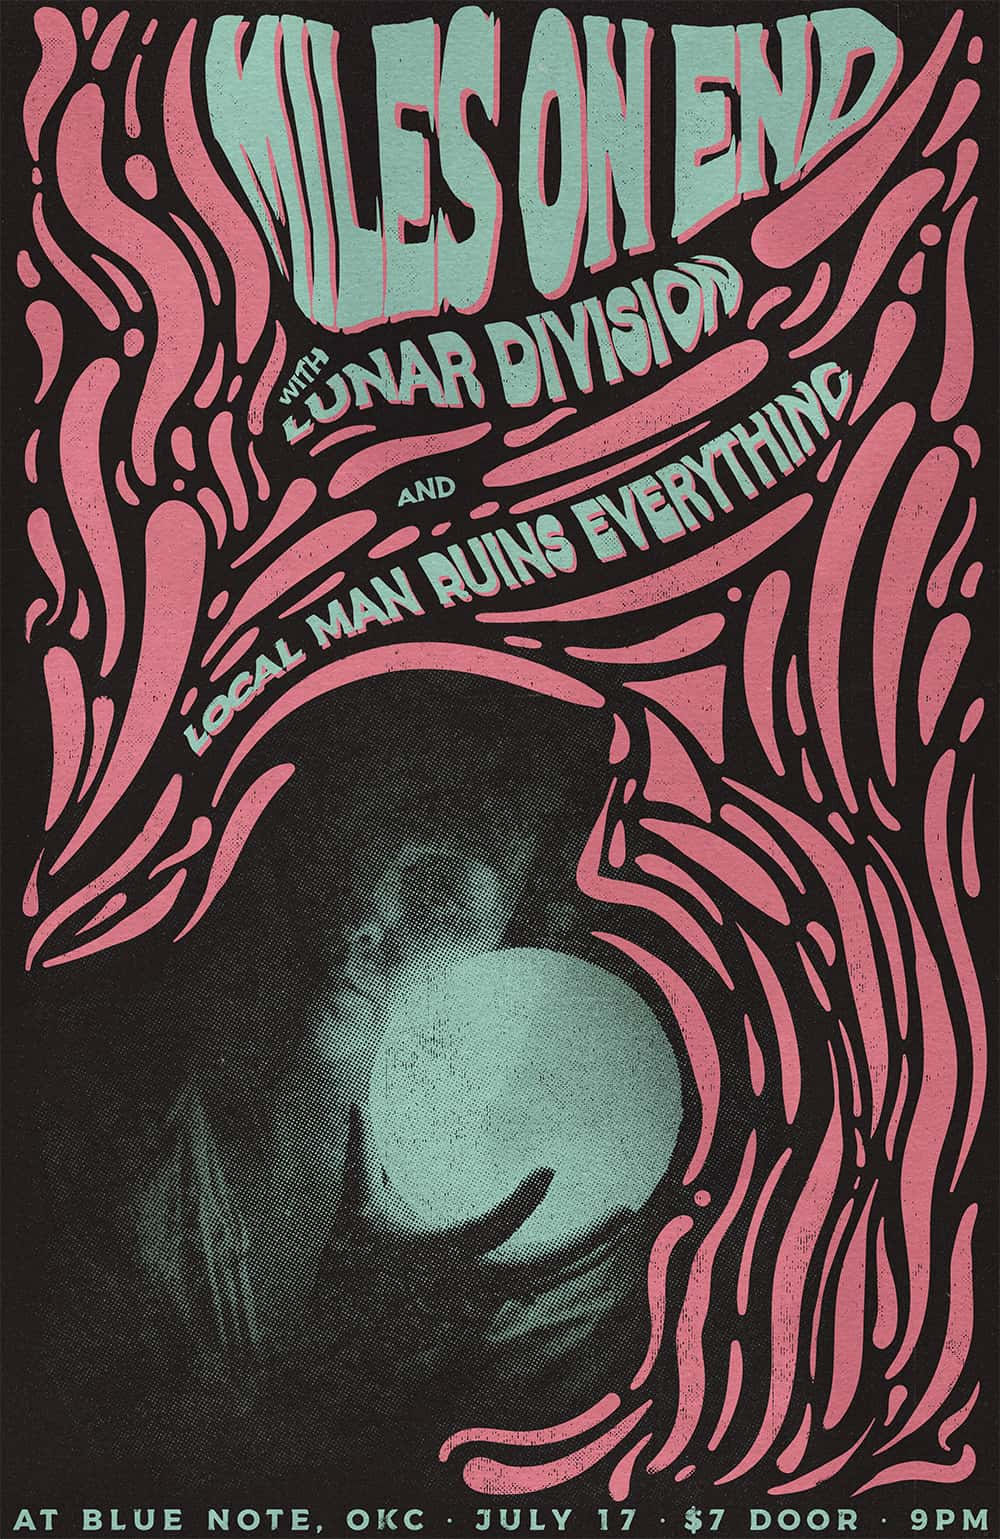 MILES ON END
WITH
LUNAR DIVISION
AND
LOCAL MAN RUINS EVERYTHING
AT BLUE NOTE, OKC · JULY 17 · $7 DOOR · 9PM